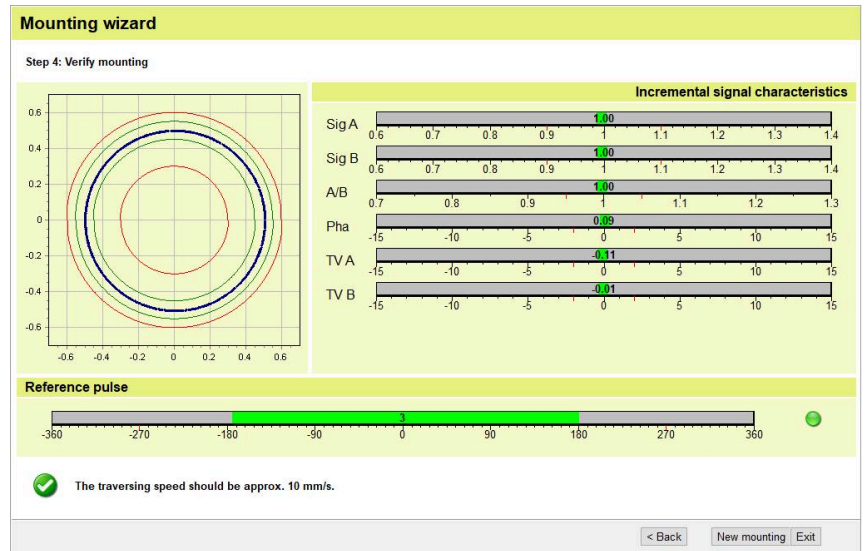 Mounting wizard
Step 4: Verify mounting
Incremental signal characteristics
0.6
0.4
0.2
0
-0.2
-0.4
-0.6
-0.6 -0.4 -0.2 0 0.2 0.4 0.6
Sig A 1.00
0.6 0.7 0.8 0.9 1 1.1 1.2 1.3 1.4
Sig B 1.00
0.6 0.7 0.8 0.9 1 1.1 1.2 1.3 1.4
A/B 1.00
0.7 0.8 0.9 1 1.1 1.2 1.3
Pha 0.09
-15 -10 -5 0 5 10 15
TV A -0.11
-15 -10 -5 0 5 10 15
TV B -0.01
-15 -10 -5 0 5 10 15
Reference pulse
3
-360 -270 -180 -90 0 90 180 270 360
The traversing speed should be approx. 10 mm/s.
< Back New mounting Exit